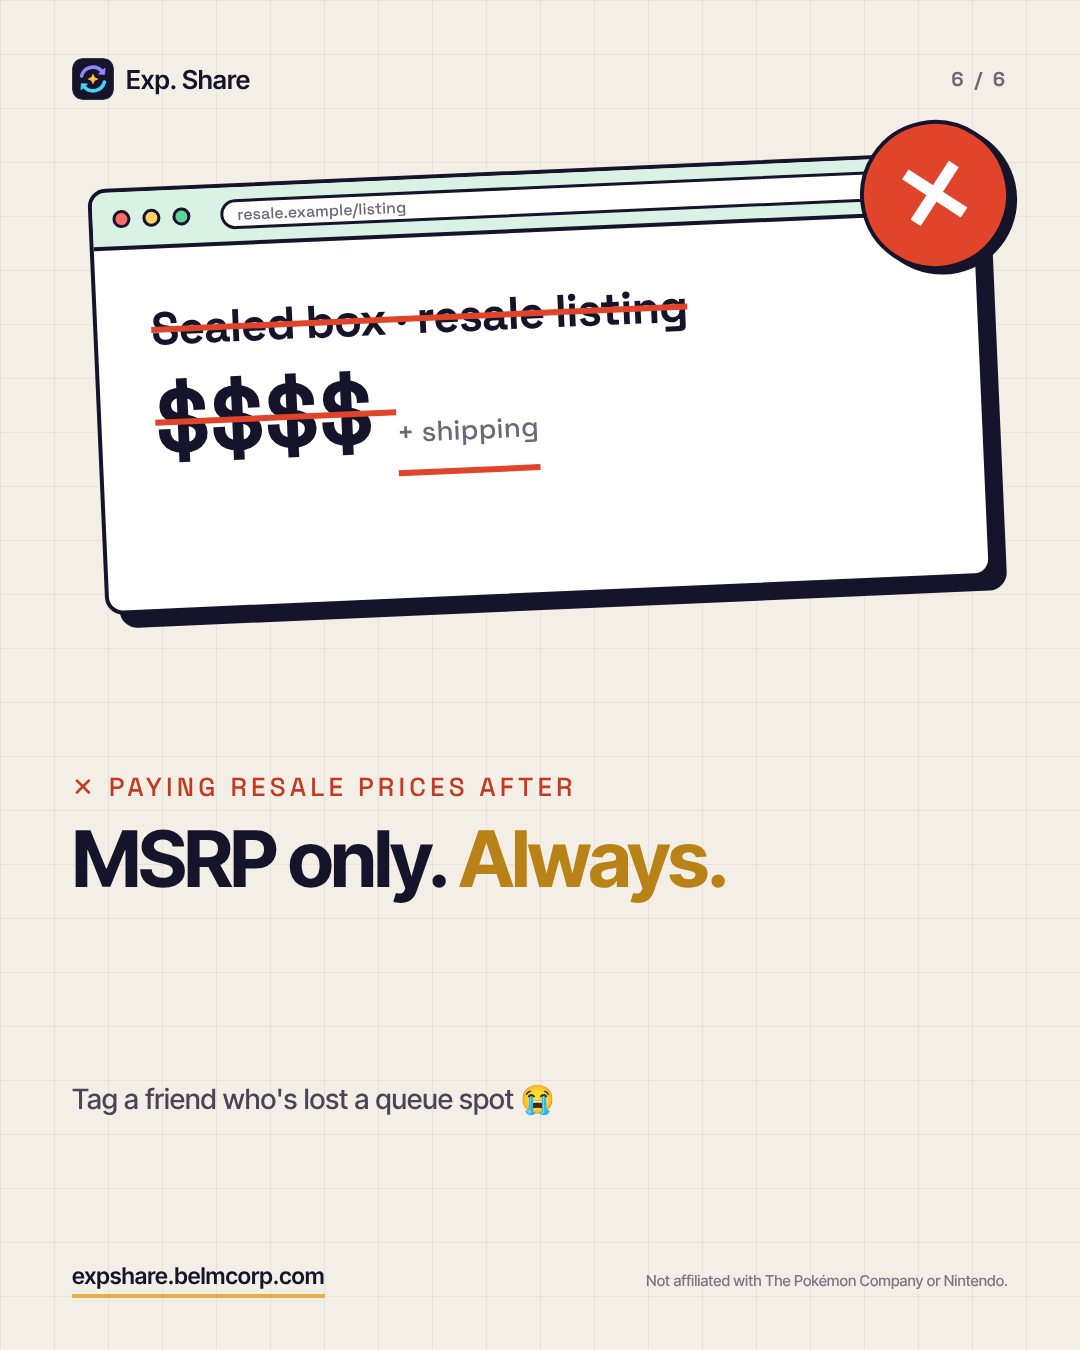 Exp. Share
6 / 6
resale.example/listing
Sealed box · resale listing
$$$$ + shipping
✕ PAYING RESALE PRICES AFTER
MSRP only. Always.
Tag a friend who's lost a queue spot 😭
expshare.belmcorp.com
Not affiliated with The Pokémon Company or Nintendo.